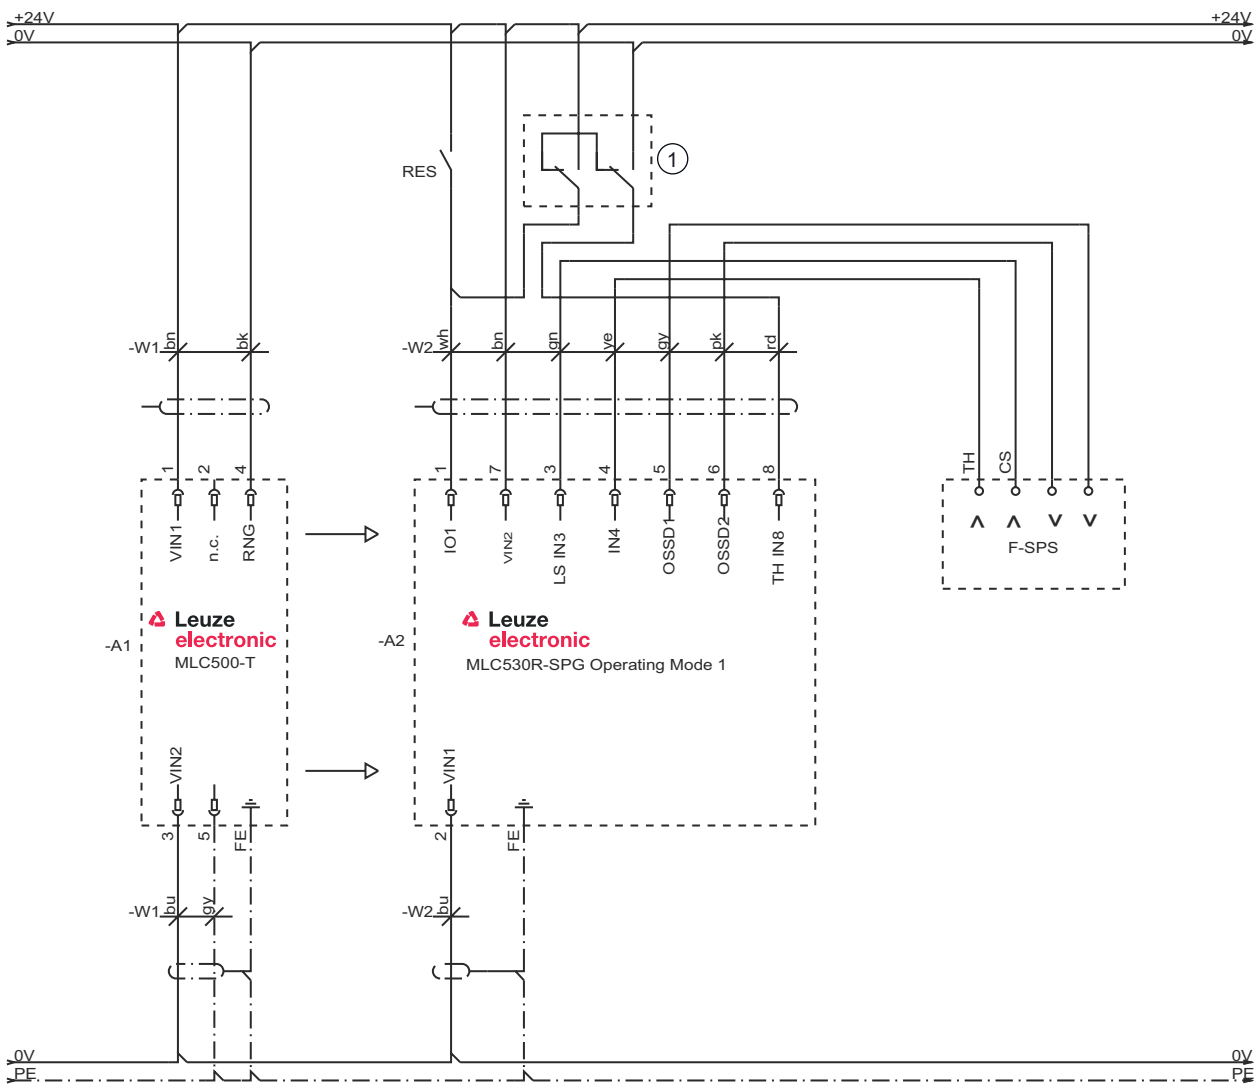 +24V +24V
0V 0V
1
RES
-W1 bn bk
-W2 wh bn gn ye gy pk rd
TH CS
1 2 4
1 7 3 4 5 6 8
VIN1 n.c. RNG
IO1 VIN2 LS IN3 IN4 OSSD1 OSSD2 TH IN8
F-SPS
-A1
Leuze
electronic
MLC500-T
-A2
Leuze
electronic
MLC530R-SPG Operating Mode 1
VIN2
VIN1
3 5 FE
2 FE
-W1 bu gy
-W2 bu
0V 0V
PE PE